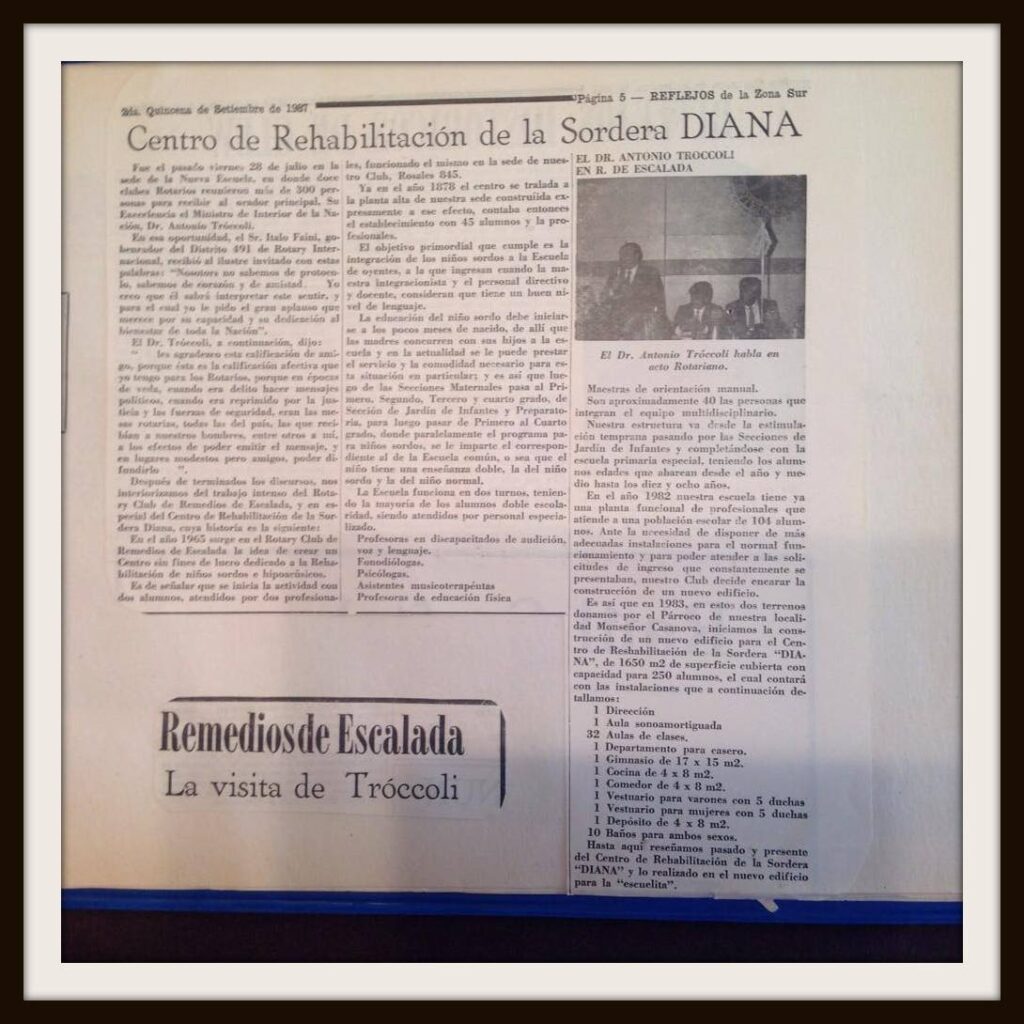 2da. Quincena de Setiembre de 1987
Página 5 — REFLEJOS de la Zona Sur
Centro de Rehabilitación de la Sordera DIANA
Fue el pasado viernes 28 de julio en la
sede de la Nueva Escuela, en donde doce
clubes Rotarios reunieron más de 300 per-
sonas para recibir al orador principal, Su
Excelencia el Ministro de Interior de la Na-
ción, Dr. Antonio Tróccoli.
En esa oportunidad, el Sr. Italo Faini, go-
bernador del Distrito 491 de Rotary Inter-
nacional, recibió al ilustre invitado con estas
palabras: "Nosotors no sabemos de protoco-
lo, sabemos de corazón y de amistad. Yo
creo que él sabrá interpretar este sentir, y
para el cual yo le pido el gran aplauso que
merece por su capacidad y su dedicación al
bienestar de toda la Nación".
El Dr. Tróccoli, a continuación, dijo:
" les agradezco esta calificación de ami-
go, porque ésta es la calificación afectiva que
yo tengo para los Rotarios, porque en épocas
de veda, cuando era delito hacer mensajes
políticos, cuando era reprimido por la jus-
ticia y las fuerzas de seguridad, eran las me-
sas rotarias, todas las del país, las que reci-
bían a nuestros hombres, entre otros a mí,
a los efectos de poder emitir el mensaje, y
en lugares modestos pero amigos, poder di-
fundirlo ".
Después de terminados los discursos, nos
interiorizamos del trabajo intenso del Rota-
ry Club de Remedios de Escalada, y en es-
pecial del Centro de Rehabilitación de la Sor-
dera Diana, cuya historia es la siguiente:
En el año 1965 surge en el Rotary Club de
Remedios de Escalada la idea de crear un
Centro sin fines de lucro dedicado a la Reha-
bilitación de niños sordos e hipoacúsicos.
Es de señalar que se inicia la actividad con
dos alumnos, atendidos por dos profesiona-
les, funcionado el mismo en la sede de nues-
tro Club, Rosales 845.
Ya en el año 1878 el centro se tralada a
la planta alta de nuestra sede construiída ex-
presamente a ese efecto, contaba entonces
el establecimiento con 45 alumnos y la pro-
fesionales.
El objetivo primordial que cumple es la
integración de los niños sordos a la Escuela
de oyentes, a la que ingresan cuando la ma-
estra integracionista y el personal directivo
y docente, consideran que tiene un buen ni-
vel de lenguaje.
La educación del niño sordo debe iniciar-
se a los pocos meses de nacido, de allí que
las madres concurren con sus hijos a la es-
cuela y en la actualidad se le puede prestar
el servicio y la comodidad necesario para es-
ta situación en particular; y es así que lue-
go de las Secciones Maternales pasa al Pri-
mero, Segundo, Tercero y cuarto grado, de
Sección de Jardín de Infantes y Preparato-
ria, para luego pasar de Primero al Cuarto
grado, donde paralelamente el programa pa-
ra niños sordos, se le imparte el correspon-
diente al de la Escuela común, o sea que el
niño tiene una enseñanza doble, la del niño
sordo y la del niño normal.
La Escuela funciona en dos turnos, tenien-
do la mayoría de los alumnos doble escola-
ridad, siendo atendidos por personal especia-
lizado.
Profesoras en discapacitados de audición,
voz y lenguaje.
Fonodiólogas.
Psicólogas.
Asistentes musicoterapéutas
Profesoras de educación física
EL DR. ANTONIO TROCCOLI
EN R. DE ESCALADA
El Dr. Antonio Tróccoli habla en
acto Rotariano.
Maestras de orientación manual.
Son aproximadamente 40 las personas que
integran el equipo multidisciplinario.
Nuestra estructura va desde la estimula-
ción temprana pasando por las Secciones de
Jardín de Infantes y completándose con la
escuela primaria especial, teniendo los alum-
nos edades que abarcan desde el año y me-
dio hasta los diez y ocho años.
En el año 1982 nuestra escuela tiene ya
una planta funcional de profesionales que
atiende a una población escolar de 104 alum-
nos. Ante la necesidad de disponer de más
adecuadas instalaciones para el normal fun-
cionamiento y para poder atender a las soli-
citudes de ingreso que constantemente se
presentaban, nuestro Club decide encarar la
construcción de un nuevo edificio.
Es así que en 1983, en estos dos terrenos
donamos por el Párroco de nuestra locali-
dad Monseñor Casanova, iniciamos la cons-
trucción de un nuevo edificio para el Cen-
tro de Reshabilitación de la Sordera "DIA-
NA", de 1650 m2 de superficie cubierta con
capacidad para 250 alumnos, el cual contará
con las instalaciones que a continuación de-
tallamos:
1 Dirección
1 Aula sonoamortiguada
32 Aulas de clases.
1 Departamento para casero.
1 Gimnasio de 17 x 15 m2.
1 Cocina de 4 x 8 m2.
1 Comedor de 4 x 8 m2.
1 Vestuario para varones con 5 duchas
1 Vestuario para mujeres con 5 duchas
1 Depósito de 4 x 8 m2.
10 Baños para ambos sexos.
Hasta aquí reseñamos pasado y presente
del Centro de Rehabilitación de la Sordera
"DIANA" y lo realizado en el nuevo edificio
para la "escuelita".
Remedios de Escalada
La visita de Tróccoli